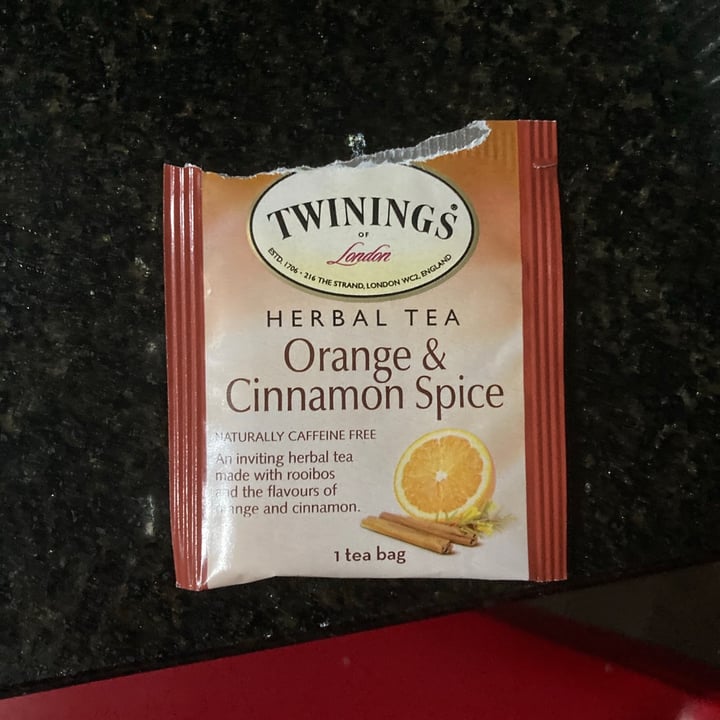 TWININGS®
OF
London
ESTD. 1706 - 216 THE STRAND, LONDON WC2, ENGLAND
HERBAL TEA
Orange &
Cinnamon Spice
NATURALLY CAFFEINE FREE
An inviting herbal tea
made with rooibos
and the flavours of
orange and cinnamon.
1 tea bag